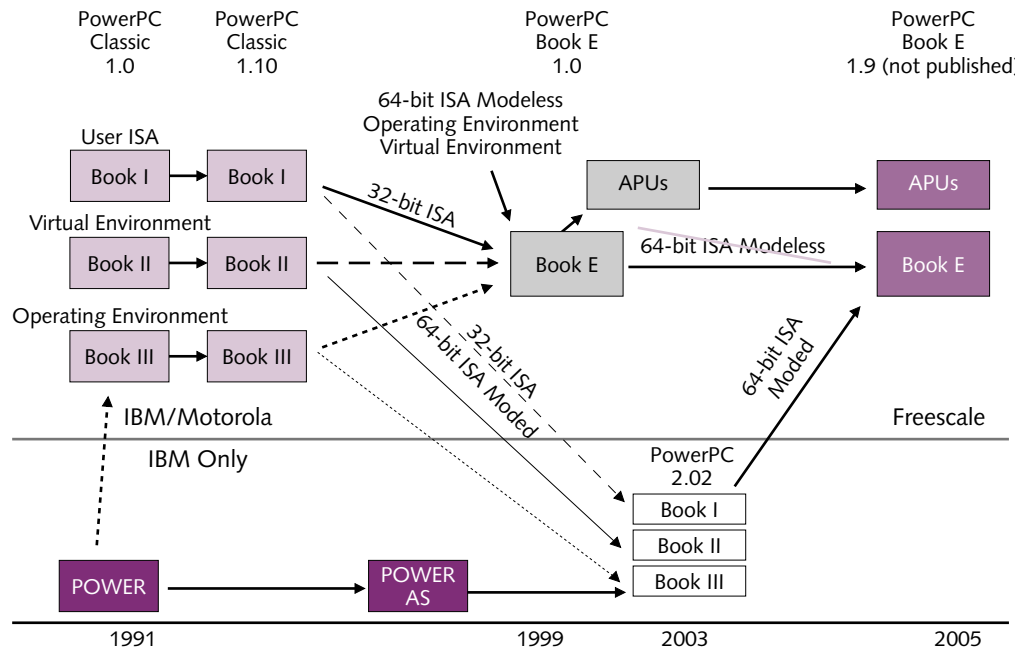 PowerPC
Classic
1.0
PowerPC
Classic
1.10
PowerPC
Book E
1.0
PowerPC
Book E
1.9 (not published)
64-bit ISA Modeless
Operating Environment
Virtual Environment
User ISA
Book I
Book I
32-bit ISA
APUs
APUs
Virtual Environment
Book II
Book II
Book E
64-bit ISA Modeless
Book E
Operating Environment
Book III
Book III
32-bit ISA
64-bit ISA Moded
64-bit ISA
Moded
IBM/Motorola
Freescale
IBM Only
PowerPC
2.02
Book I
Book II
Book III
POWER
POWER
AS
1991
1999
2003
2005